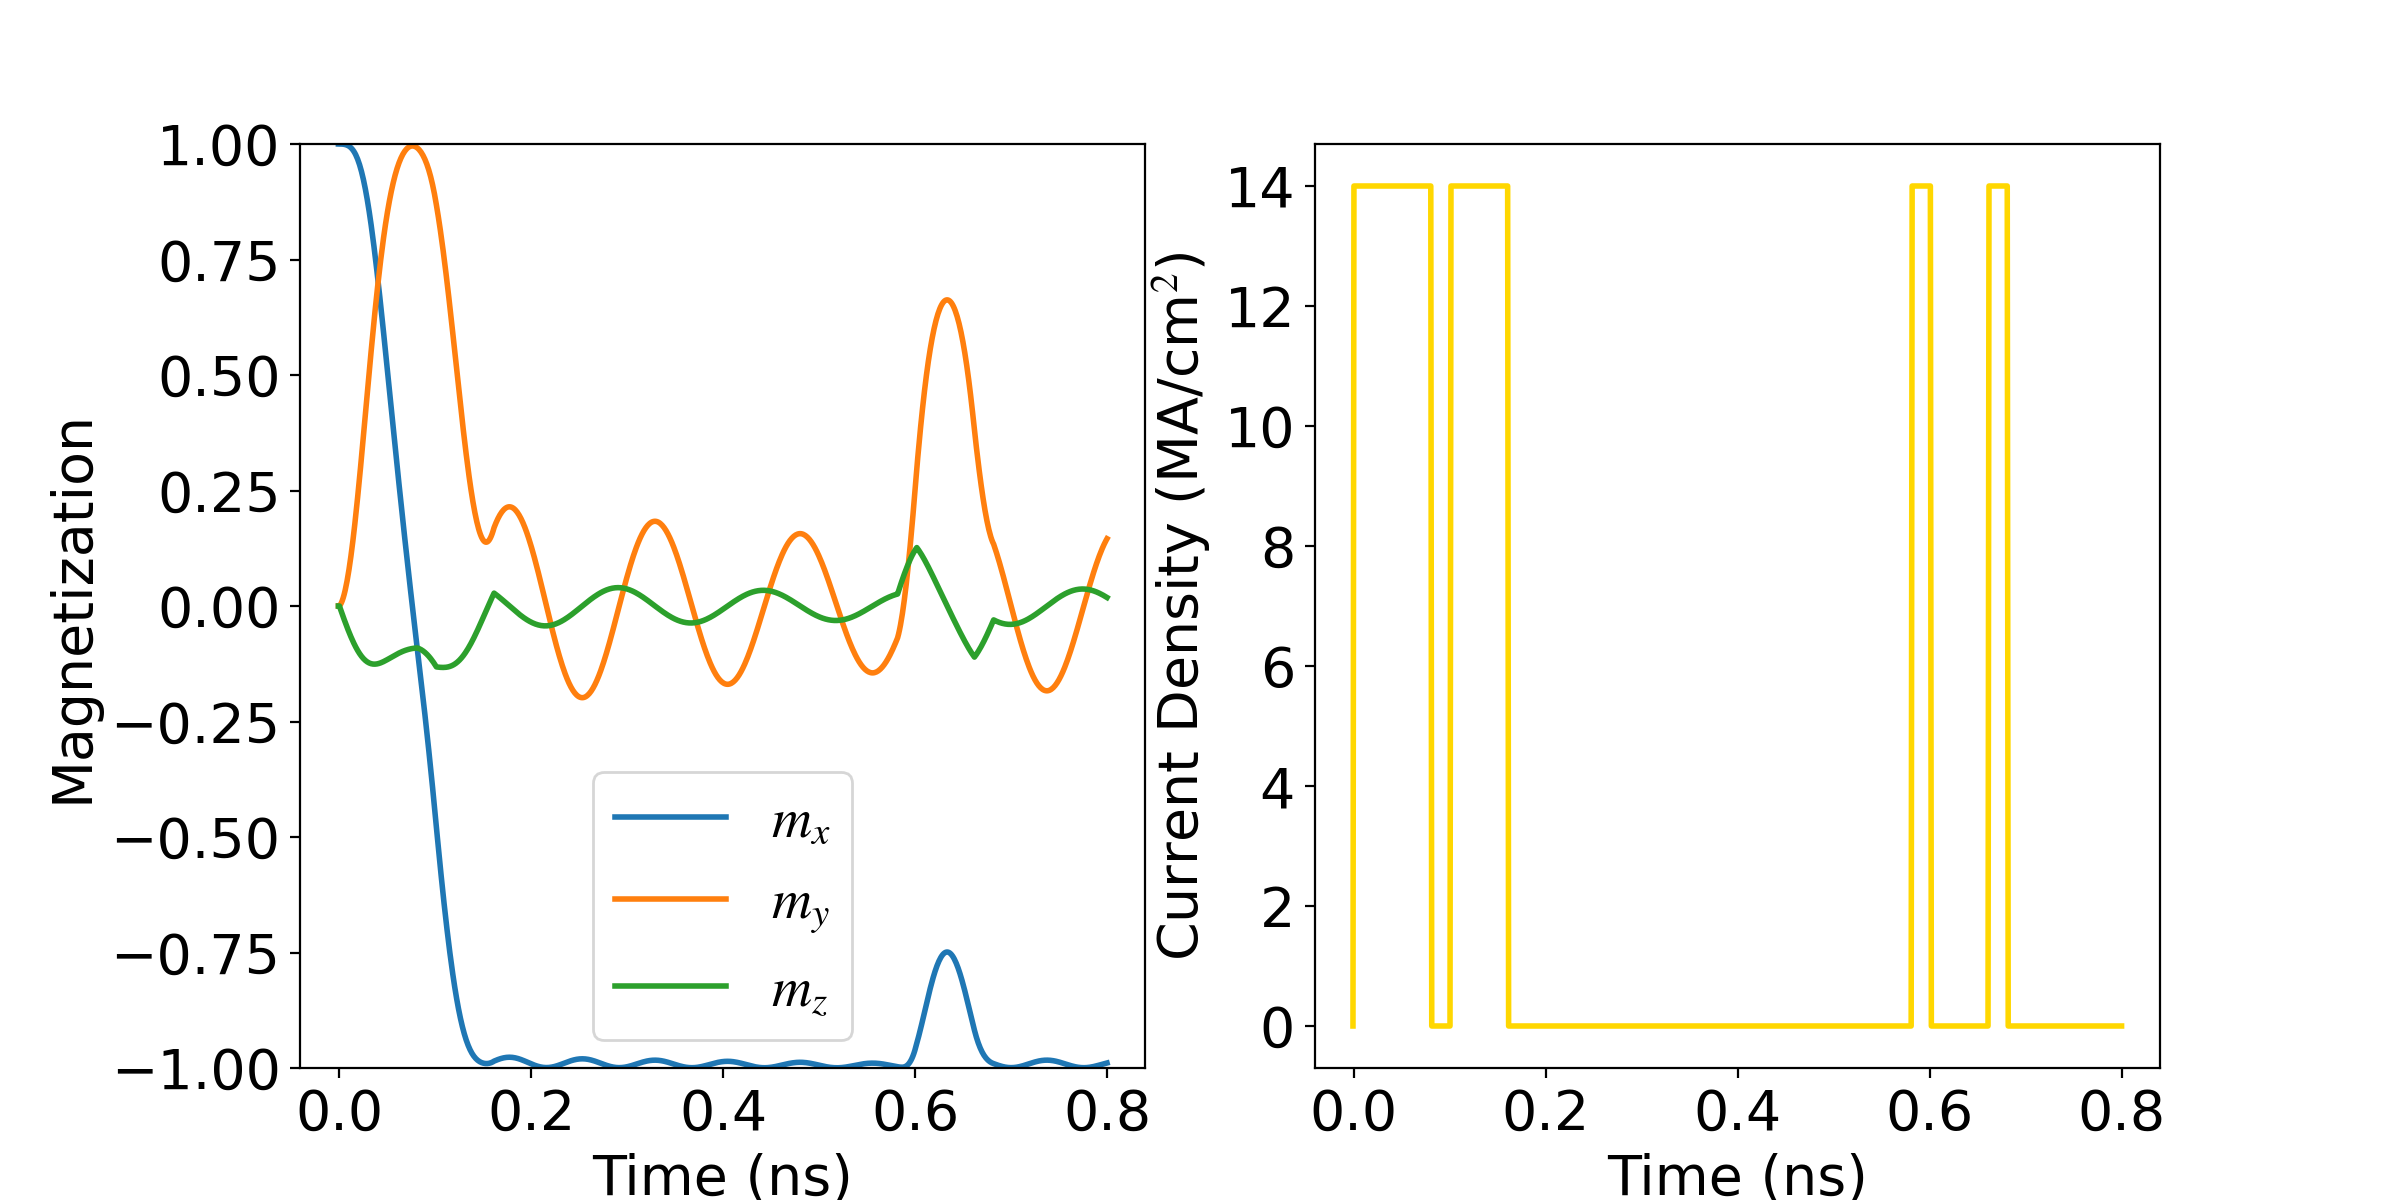 Magnetization
1.00
0.75
0.50
0.25
0.00
−0.25
−0.50
−0.75
−1.00
0.0 0.2 0.4 0.6 0.8
Time (ns)
mₓ
m_y
m_z
Current Density (MA/cm²)
14
12
10
8
6
4
2
0
0.0 0.2 0.4 0.6 0.8
Time (ns)